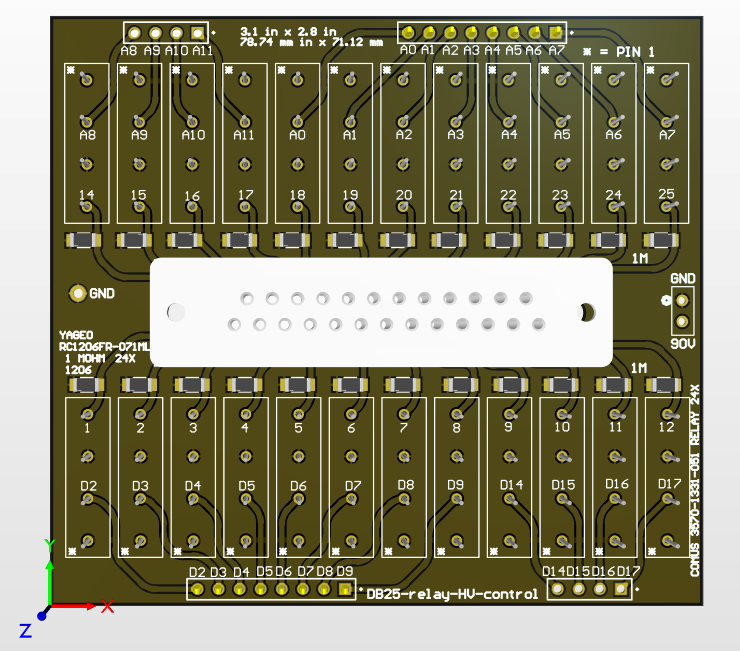 3.1 in x 2.8 in
78.74 mm in x 71.12 mm
A8 A9 A10 A11
A0 A1 A2 A3 A4 A5 A6 A7
* = PIN 1
* * * * * * * * * * * *
A8 A9 A10 A11 A0 A1 A2 A3 A4 A5 A6 A7
14 15 16 17 18 19 20 21 22 23 24 25
1M
GND
GND
90V
YAGEO
RC1206FR-071ML
1 MOHM 24X
1206
1M
1 2 3 4 5 6 7 8 9 10 11 12
D2 D3 D4 D5 D6 D7 D8 D9 D14 D15 D16 D17
* * * * * * * * * * * *
COMUS 3570-1331-051 RELAY 24X
D2 D3 D4 D5 D6 D7 D8 D9
D14 D15 D16 D17
DB25-relay-HV-control
Y
X
Z